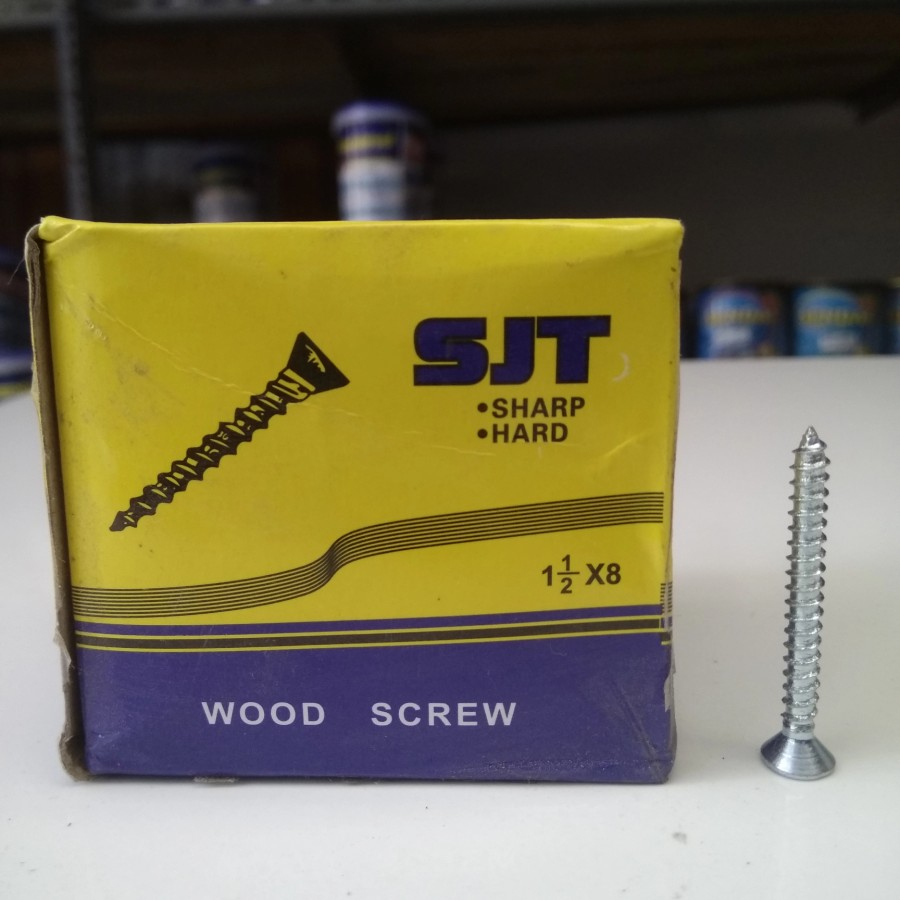 SJT
•SHARP
•HARD
1 1/2 X8
WOOD SCREW